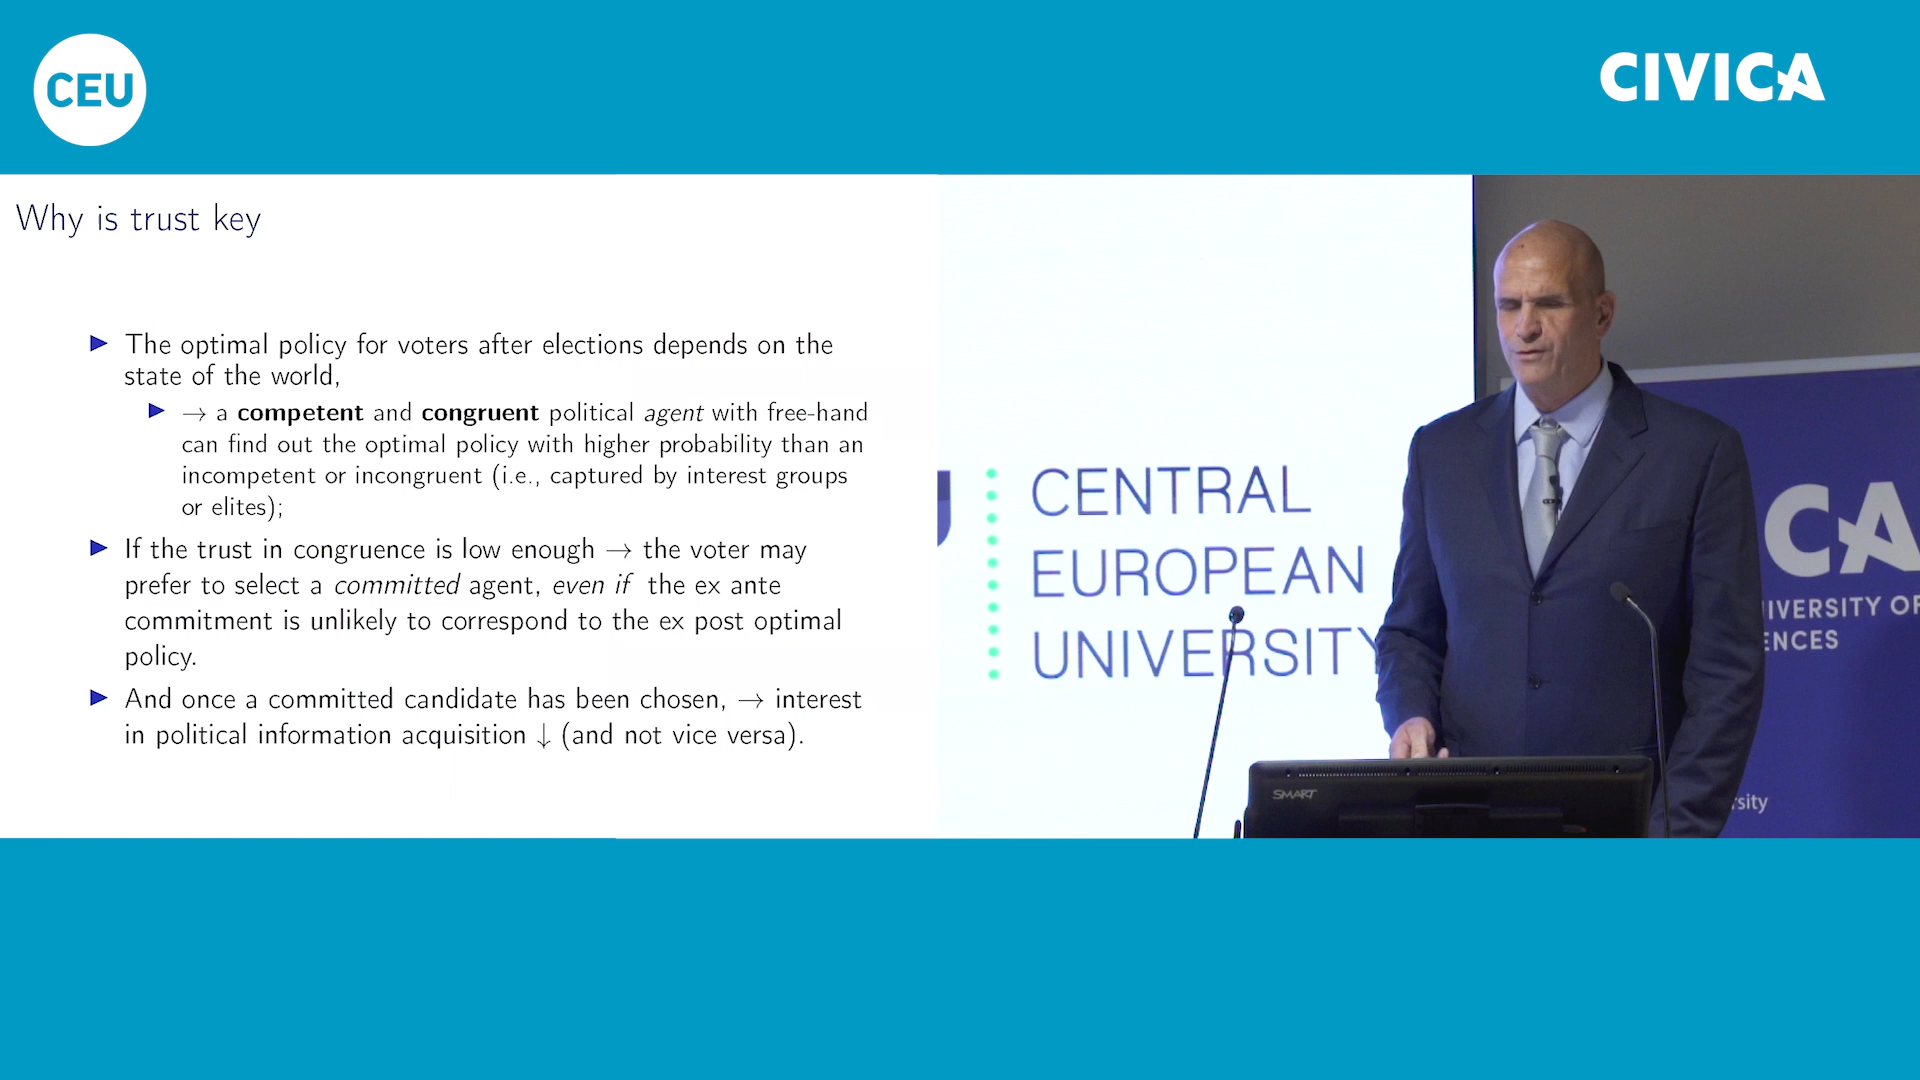 CEU
CIVICA
Why is trust key
The optimal policy for voters after elections depends on the
state of the world,
→ a competent and congruent political agent with free-hand
can find out the optimal policy with higher probability than an
incompetent or incongruent (i.e., captured by interest groups
or elites);
If the trust in congruence is low enough → the voter may
prefer to select a committed agent, even if the ex ante
commitment is unlikely to correspond to the ex post optimal
policy.
And once a committed candidate has been chosen, → interest
in political information acquisition ↓ (and not vice versa).
CENTRAL
EUROPEAN
UNIVERSITY
SMART
CA
IVERSITY OF
ENCES
rsity